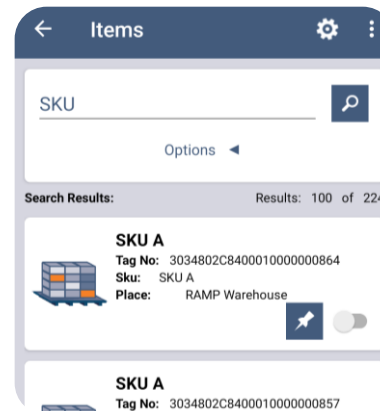 Items
SKU
Options
Search Results: Results: 100 of 224
SKU A
Tag No: 3034802C8400010000000864
Sku: SKU A
Place: RAMP Warehouse
SKU A
Tag No: 3034802C8400010000000857